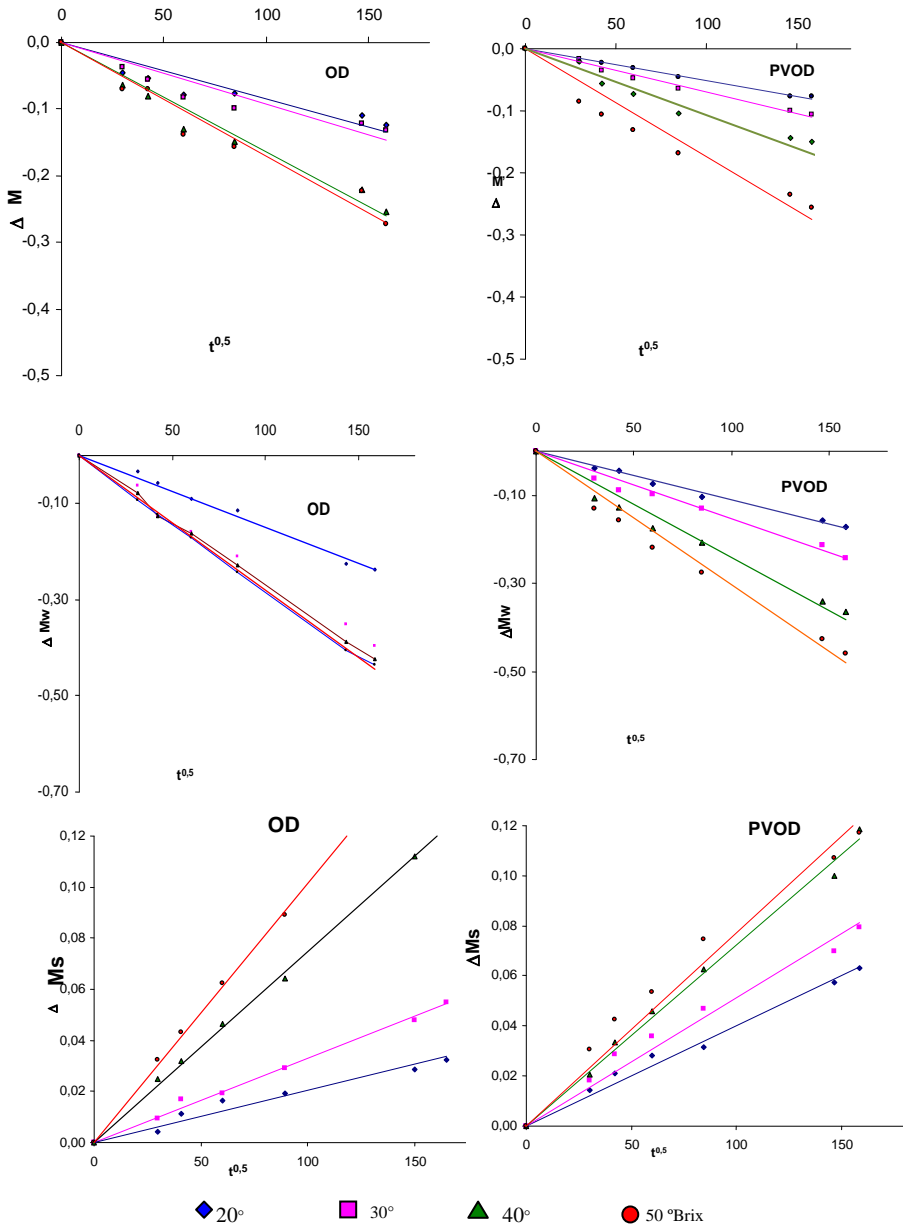 0 50 100 150
0,0
-0,1
-0,2
-0,3
-0,4
-0,5
OD
Δ M
t0,5
0 50 100 150
0,0
-0,1
-0,2
-0,3
-0,4
-0,5
PVOD
Δ M
t0,5
0 50 100 150
-0,10
-0,30
-0,50
-0,70
OD
Δ Mw
t0,5
0 50 100 150
-0,10
-0,30
-0,50
-0,70
PVOD
ΔMw
t0,5
OD
0,12
0,10
0,08
0,06
0,04
0,02
0,00
Δ Ms
0 50 100 150
t0,5
PVOD
0,12
0,10
0,08
0,06
0,04
0,02
0,00
ΔMs
0 50 100 150
t0,5
20° 30° 40° 50 ºBrix